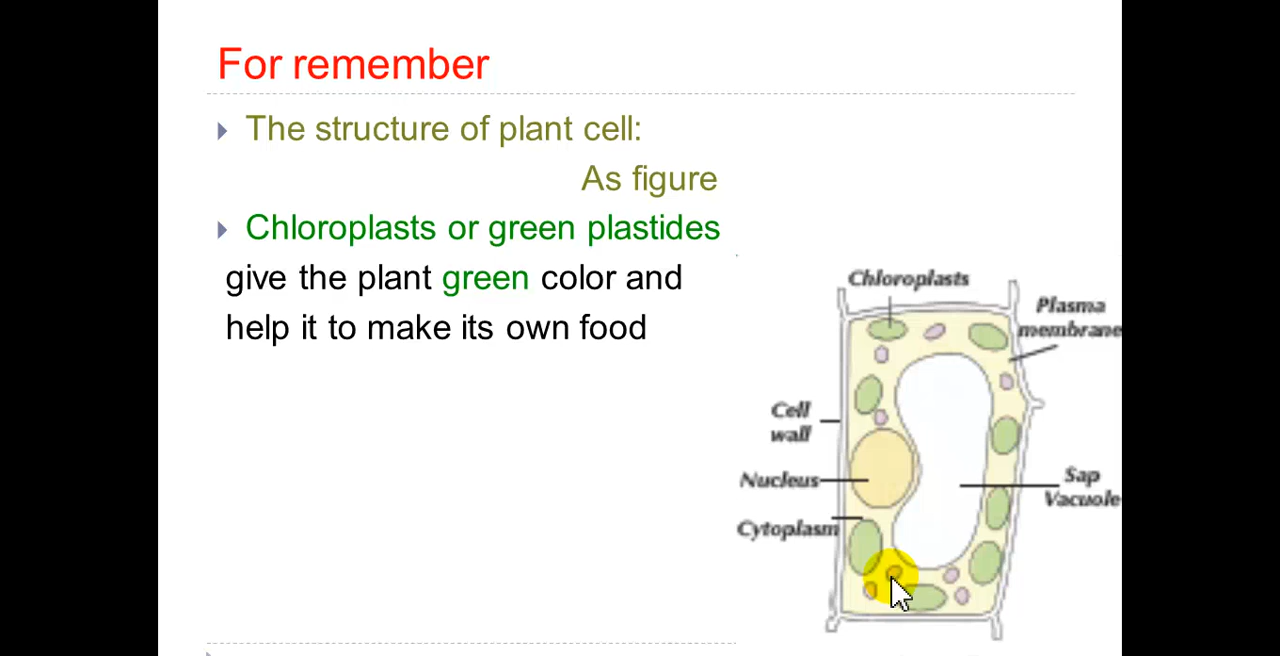 For remember
The structure of plant cell:
As figure
Chloroplasts or green plastides
give the plant green color and
help it to make its own food
Chloroplasts
Plasma
membrane
Cell
wall
Nucleus
Sap
Vacuole
Cytoplasm